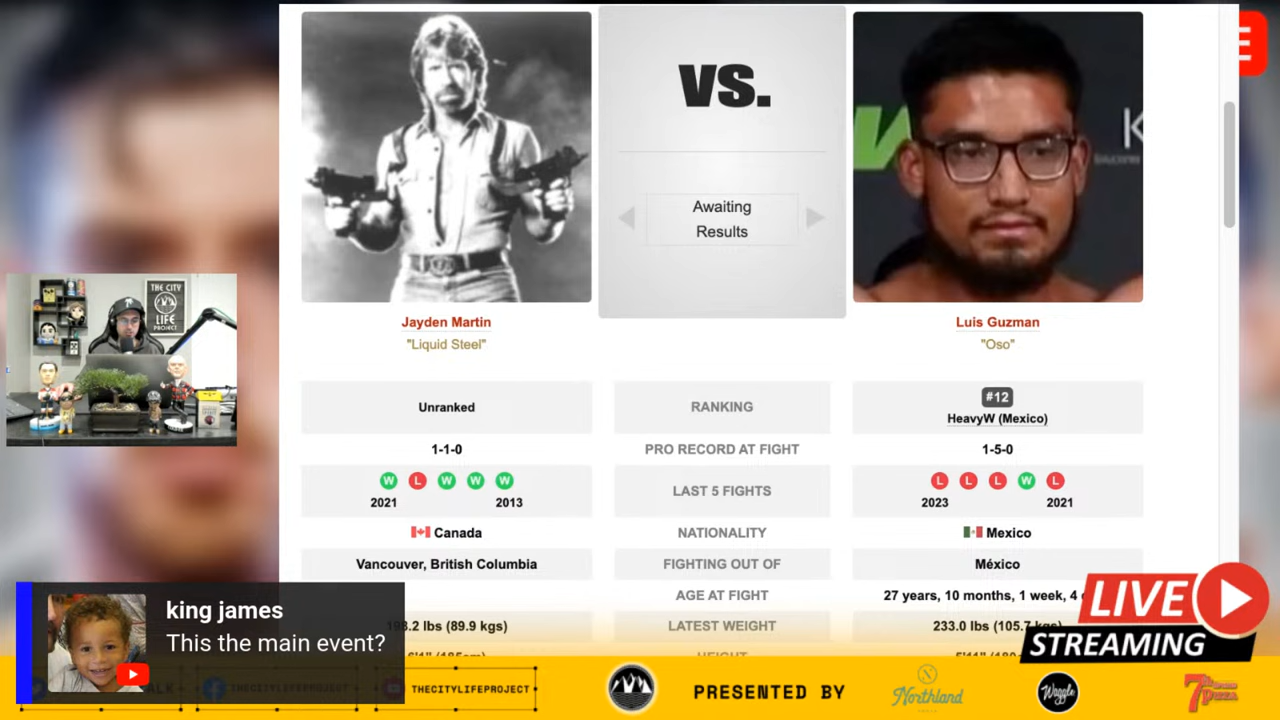 VS.
Awaiting
Results
Jayden Martin
"Liquid Steel"
Luis Guzman
"Oso"
Unranked
RANKING
#12
HeavyW (Mexico)
1-1-0
PRO RECORD AT FIGHT
1-5-0
W L W W W
2021 2013
LAST 5 FIGHTS
L L L W L
2023 2021
Canada
NATIONALITY
Mexico
Vancouver, British Columbia
FIGHTING OUT OF
México
AGE AT FIGHT
27 years, 10 months, 1 week, 4
lbs (89.9 kgs)
LATEST WEIGHT
233.0 lbs (105.7 kgs)
HEIGHT
THE CITY
LIFE
PROJECT
king james
This the main event?
LIVE
STREAMING
THECITYLIFEPROJECT
THECITYLIFEPROJECT
PRESENTED BY
Northland
Waggle